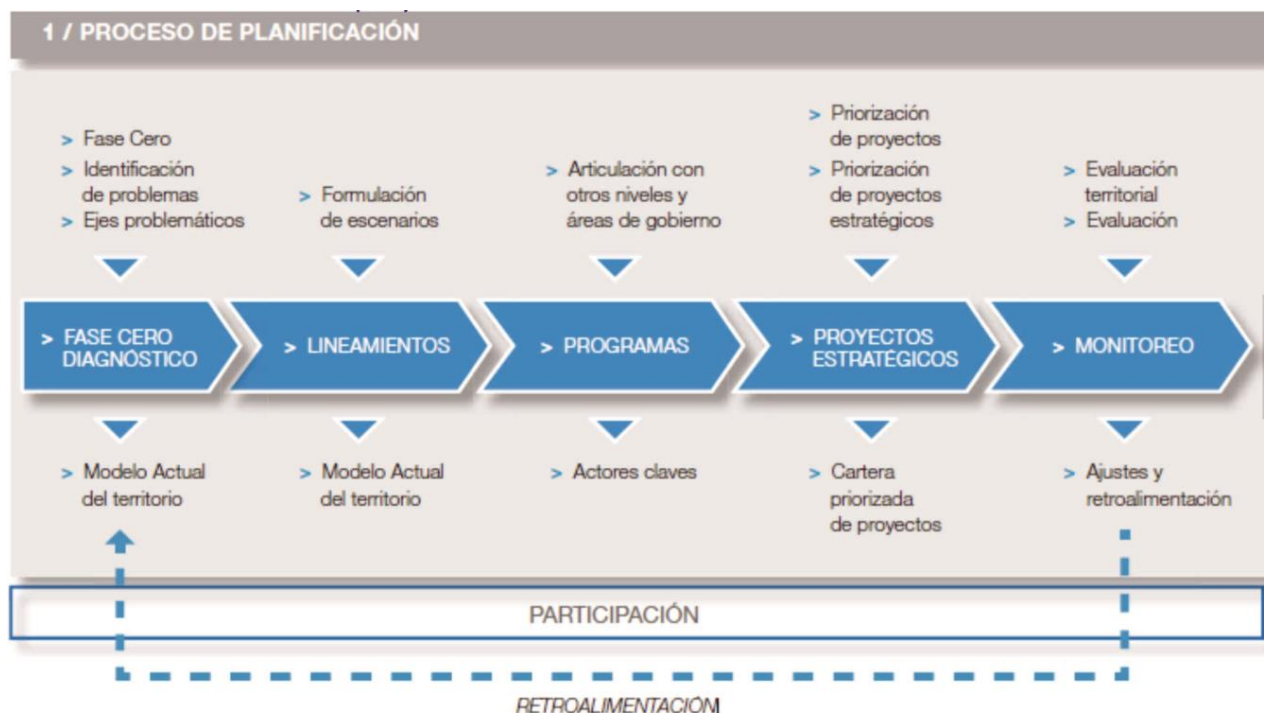 1 / PROCESO DE PLANIFICACIÓN
> Fase Cero
> Identificación
de problemas
> Ejes problemáticos
> Formulación
de escenarios
> Articulación con
otros niveles y
áreas de gobierno
> Priorización
de proyectos
> Priorización
de proyectos
estratégicos
> Evaluación
territorial
> Evaluación
> FASE CERO
DIAGNÓSTICO
> LINEAMIENTOS
> PROGRAMAS
> PROYECTOS
ESTRATÉGICOS
> MONITOREO
> Modelo Actual
del territorio
> Modelo Actual
del territorio
> Actores claves
> Cartera
priorizada
de proyectos
> Ajustes y
retroalimentación
PARTICIPACIÓN
RETROALIMENTACIÓN